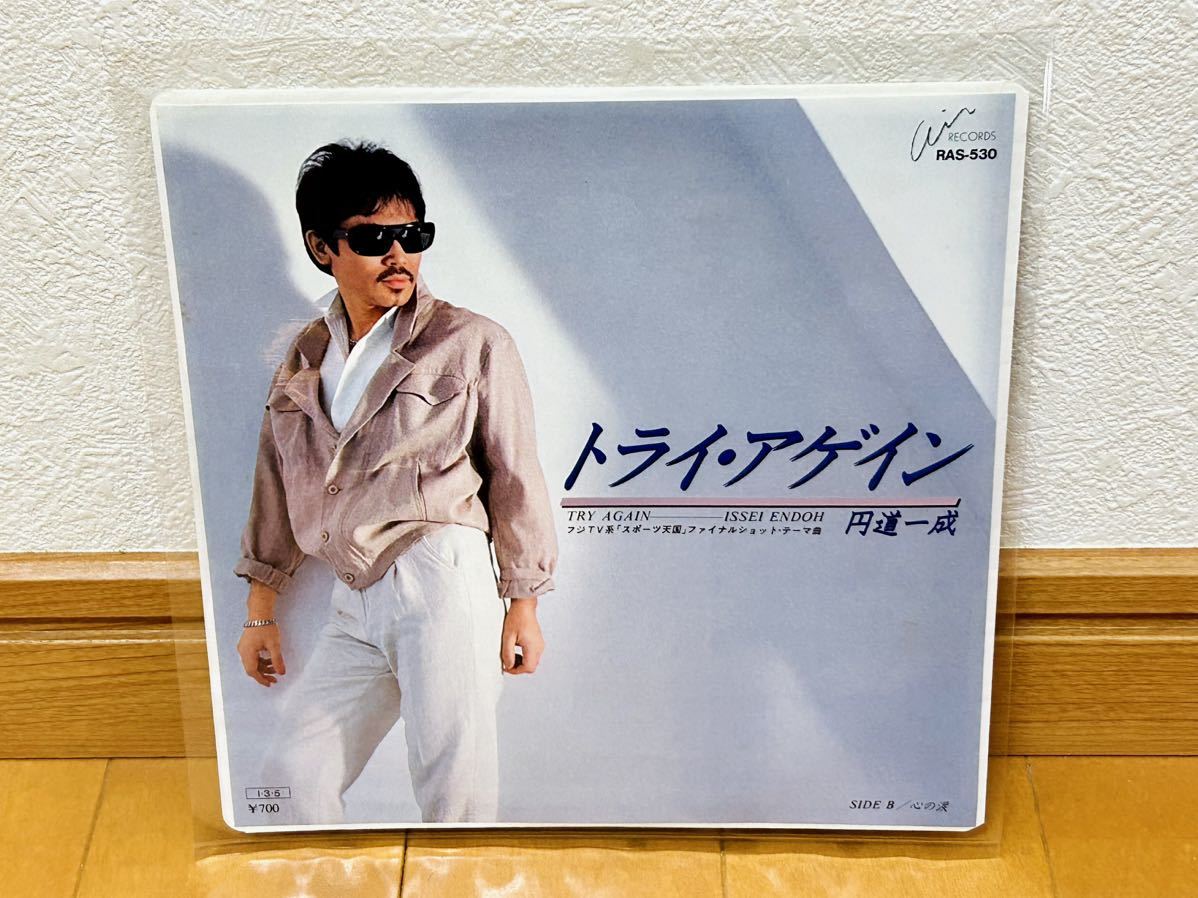 Air RECORDS
RAS-530
トライ・アゲイン
TRY AGAIN ISSEI ENDOH
フジTV系「スポーツ天国」ファイナルショット・テーマ曲
円道一成
1·3·5
¥700
SIDE B/心の涙